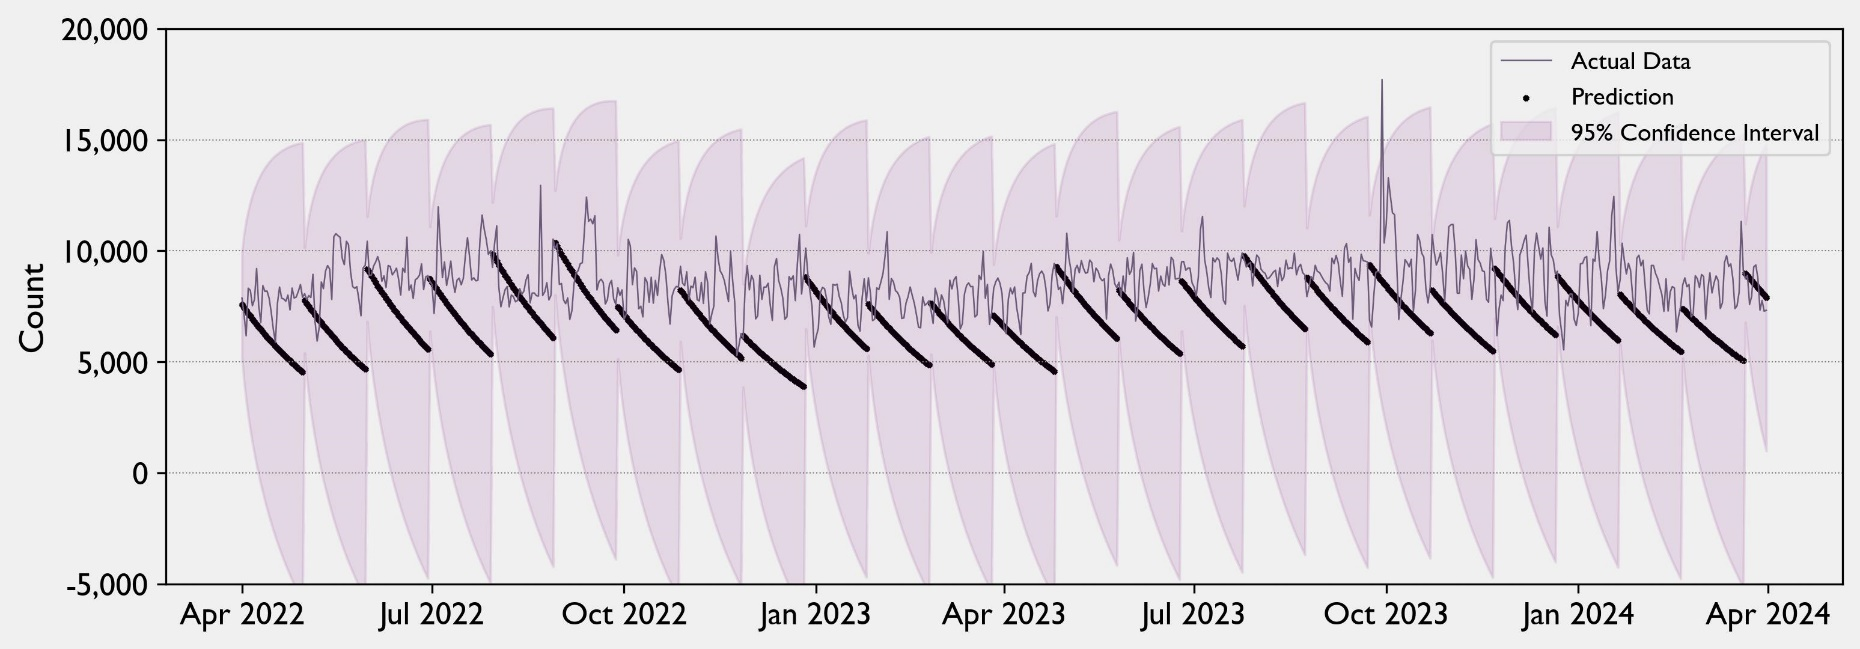 20,000
15,000
10,000
5,000
0
-5,000
Count
Actual Data
Prediction
95% Confidence Interval
Apr 2022 Jul 2022 Oct 2022 Jan 2023 Apr 2023 Jul 2023 Oct 2023 Jan 2024 Apr 2024